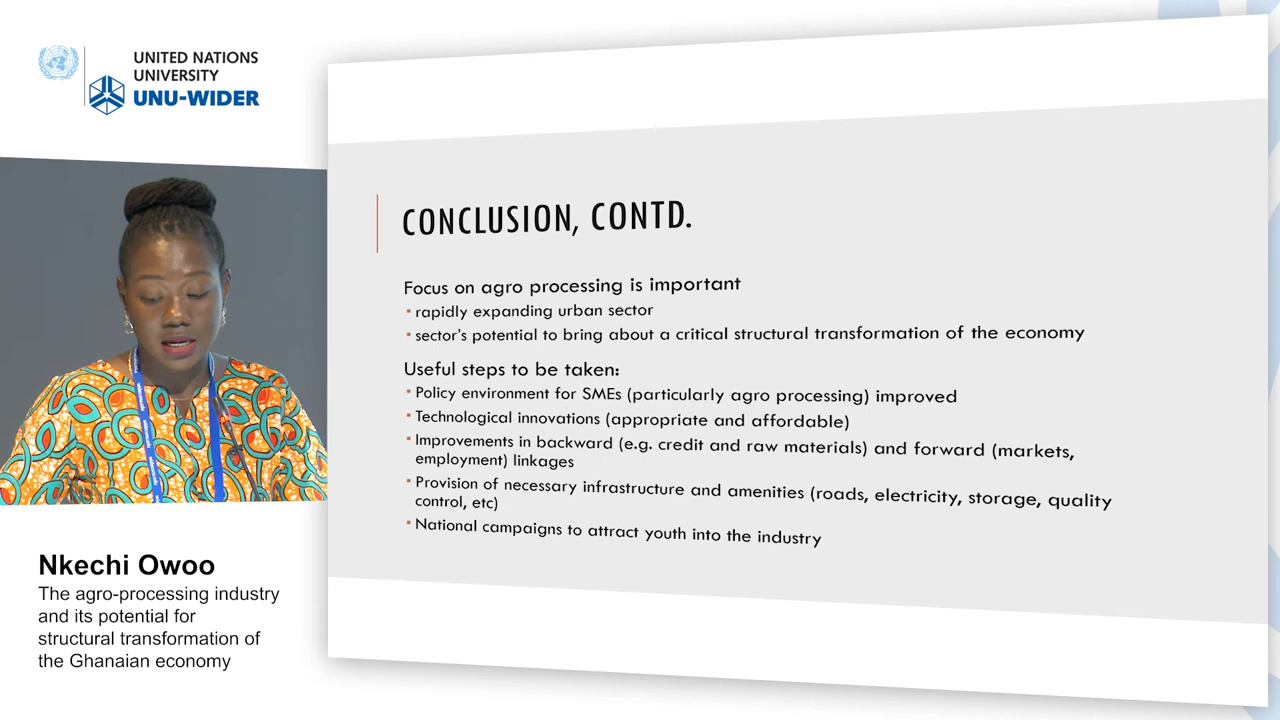 UNITED NATIONS
UNIVERSITY
UNU-WIDER
CONCLUSION, CONTD.
Focus on agro processing is important
▪ rapidly expanding urban sector
▪ sector's potential to bring about a critical structural transformation of the economy
Useful steps to be taken:
▪ Policy environment for SMEs (particularly agro processing) improved
▪ Technological innovations (appropriate and affordable)
▪ Improvements in backward (e.g. credit and raw materials) and forward (markets,
employment) linkages
▪ Provision of necessary infrastructure and amenities (roads, electricity, storage, quality
control, etc)
▪ National campaigns to attract youth into the industry
Nkechi Owoo
The agro-processing industry
and its potential for
structural transformation of
the Ghanaian economy